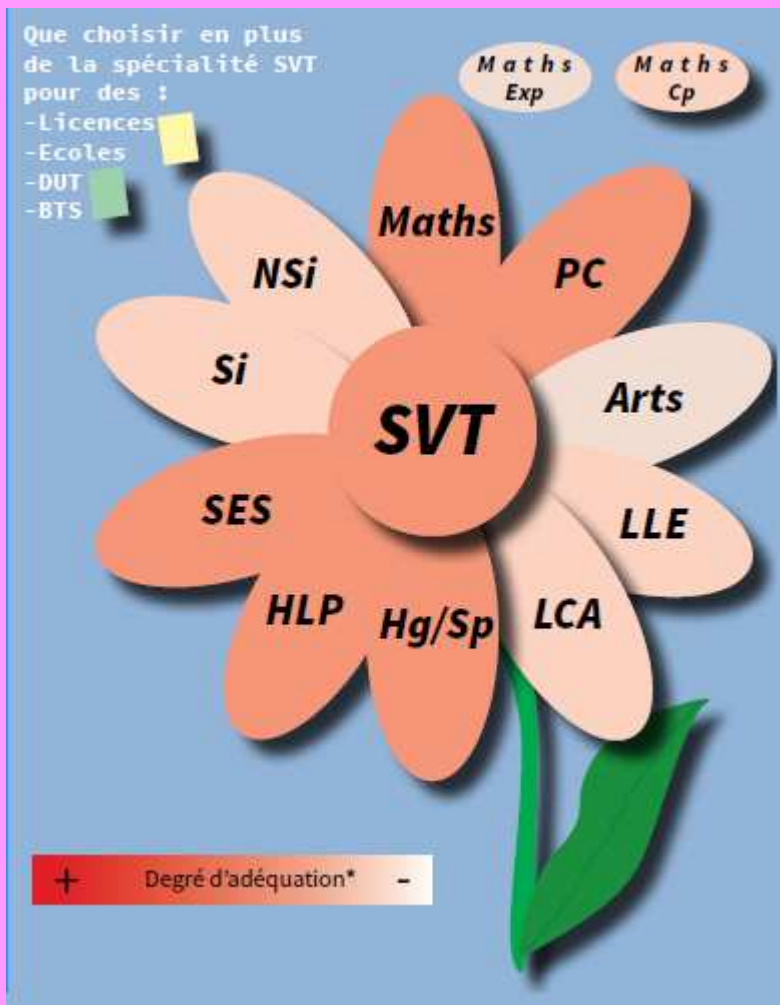 Que choisir en plus
de la spécialité SVT
pour des :
-Licences
-Ecoles
-DUT
-BTS
Maths
Exp
Maths
Cp
Maths
NSi
PC
Si
Arts
SVT
SES
LLE
HLP
Hg/Sp
LCA
+ Degré d'adéquation* -